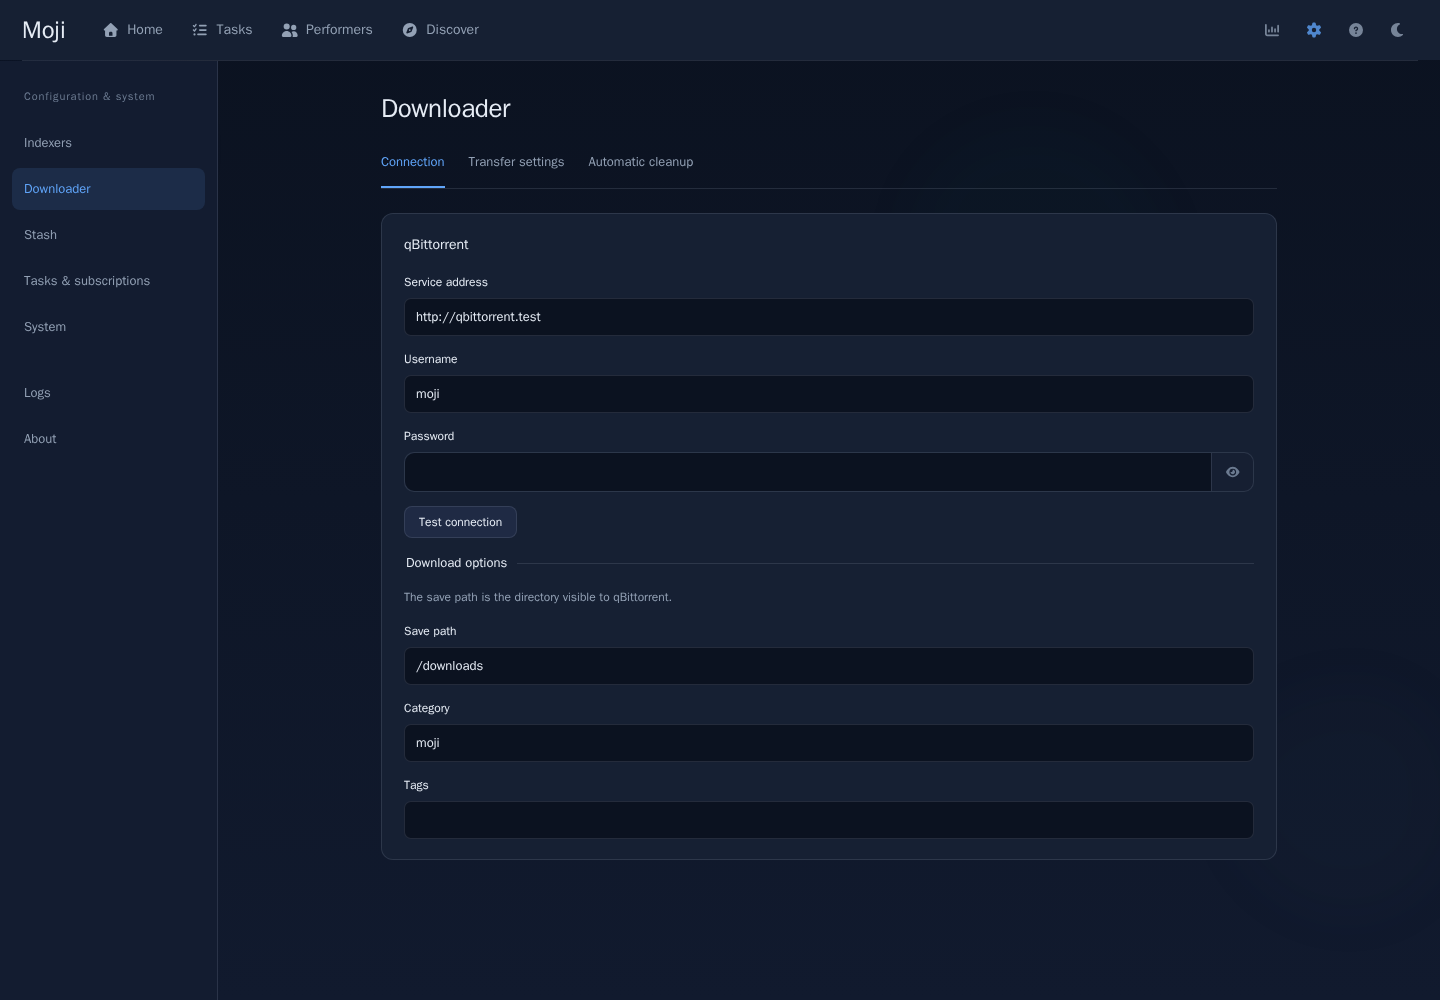 Moji
Home
Tasks
Performers
Discover
Configuration & system
Indexers
Downloader
Stash
Tasks & subscriptions
System
Logs
About
Downloader
Connection
Transfer settings
Automatic cleanup
qBittorrent
Service address
http://qbittorrent.test
Username
moji
Password
Test connection
Download options
The save path is the directory visible to qBittorrent.
Save path
/downloads
Category
moji
Tags